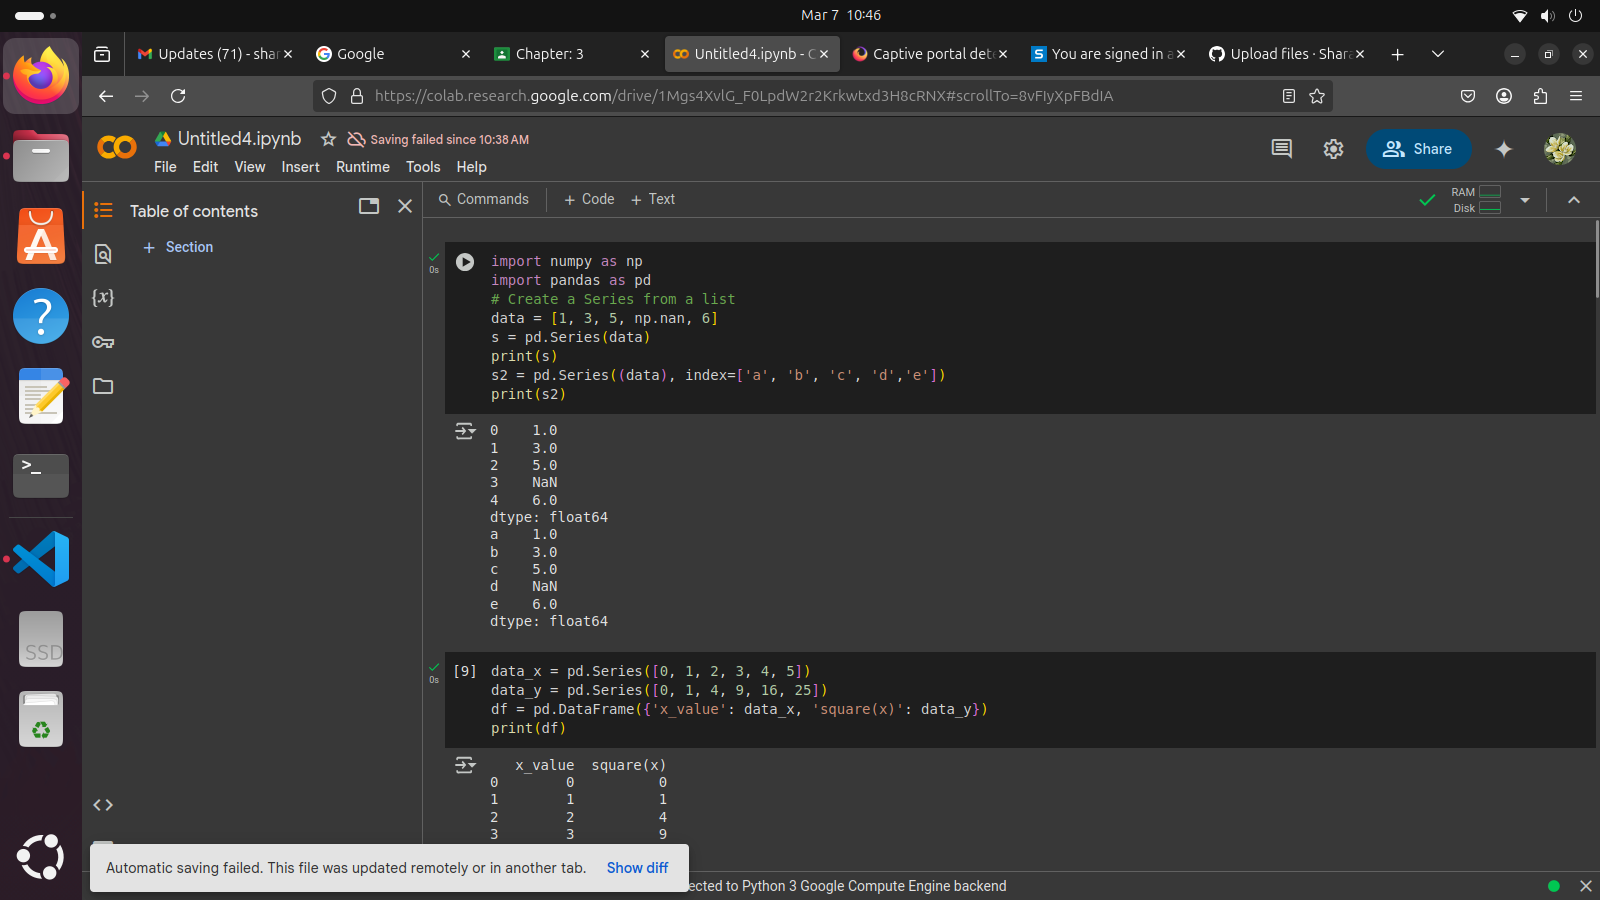 Mar 7 10:46
Updates (71) - shar
Google
Chapter: 3
Untitled4.ipynb - C
Captive portal dete
You are signed in a
Upload files · Shara
https://colab.research.google.com/drive/1Mgs4XvlG_F0LpdW2r2Krkwtxd3H8cRNX#scrollTo=8vFIyXpFBdIA
Untitled4.ipynb
Saving failed since 10:38 AM
File Edit View Insert Runtime Tools Help
Share
Table of contents
+ Section
Commands
+ Code + Text
RAM
Disk
{x}
0s
import numpy as np
import pandas as pd
# Create a Series from a list
data = [1, 3, 5, np.nan, 6]
s = pd.Series(data)
print(s)
s2 = pd.Series((data), index=['a', 'b', 'c', 'd','e'])
print(s2)
0 1.0
1 3.0
2 5.0
3 NaN
4 6.0
dtype: float64
a 1.0
b 3.0
c 5.0
d NaN
e 6.0
dtype: float64
0s
[9] data_x = pd.Series([0, 1, 2, 3, 4, 5])
data_y = pd.Series([0, 1, 4, 9, 16, 25])
df = pd.DataFrame({'x_value': data_x, 'square(x)': data_y})
print(df)
x_value square(x)
0 0 0
1 1 1
2 2 4
3 3 9
Automatic saving failed. This file was updated remotely or in another tab. Show diff
ected to Python 3 Google Compute Engine backend
SSD
>_